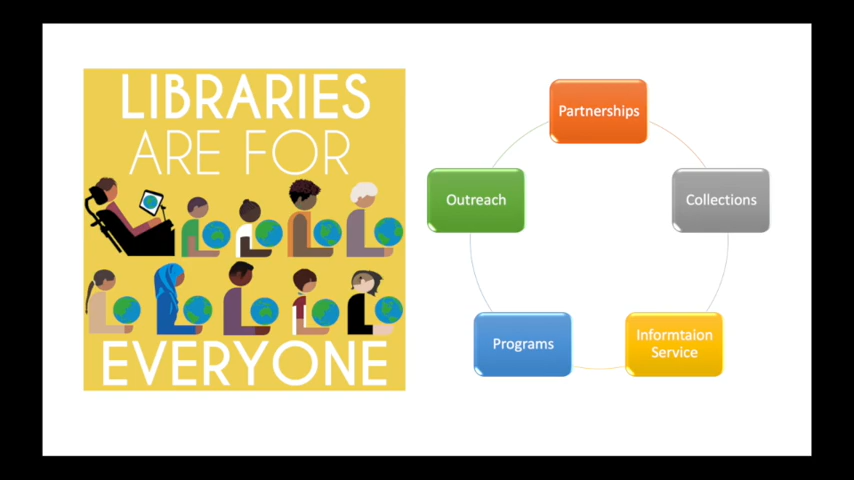 LIBRARIES
ARE FOR
EVERYONE
Partnerships
Outreach
Collections
Programs
Informtaion
Service